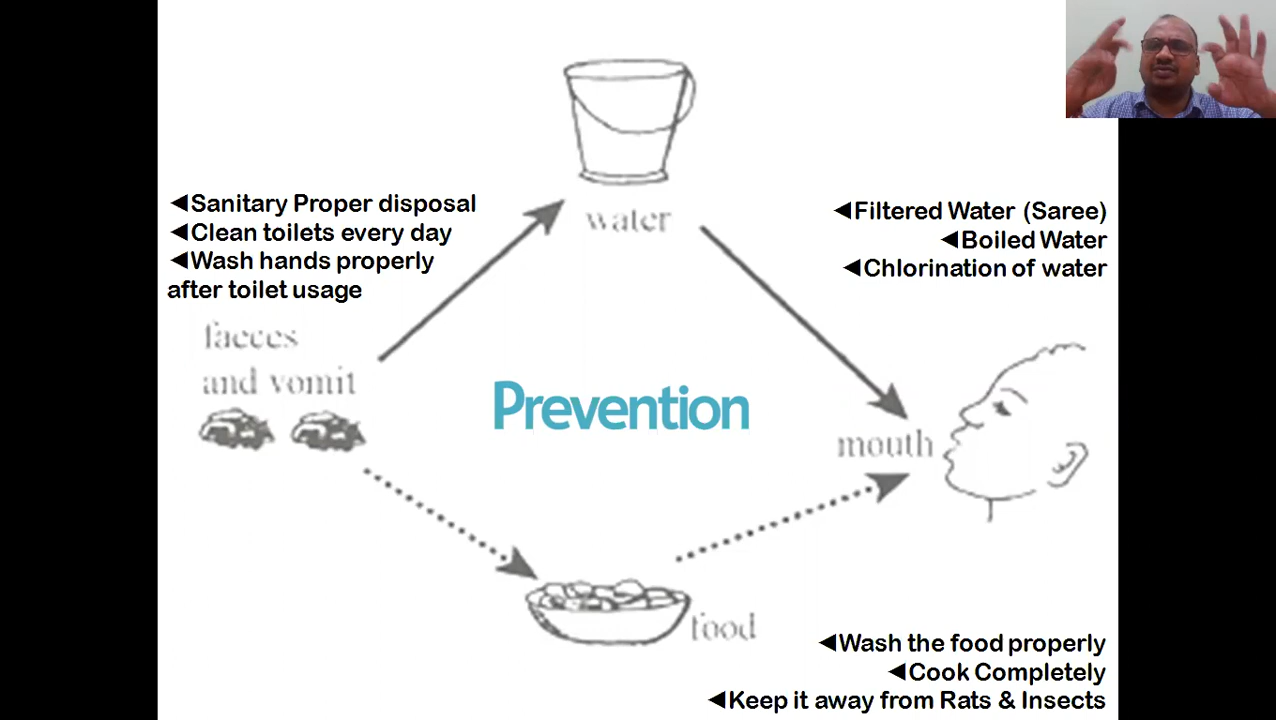 ◄Sanitary Proper disposal
◄Clean toilets every day
◄Wash hands properly
after toilet usage
water
◄Filtered Water (Saree)
◄Boiled Water
◄Chlorination of water
faeces
and vomit
Prevention
mouth
food
◄Wash the food properly
◄Cook Completely
◄Keep it away from Rats & Insects